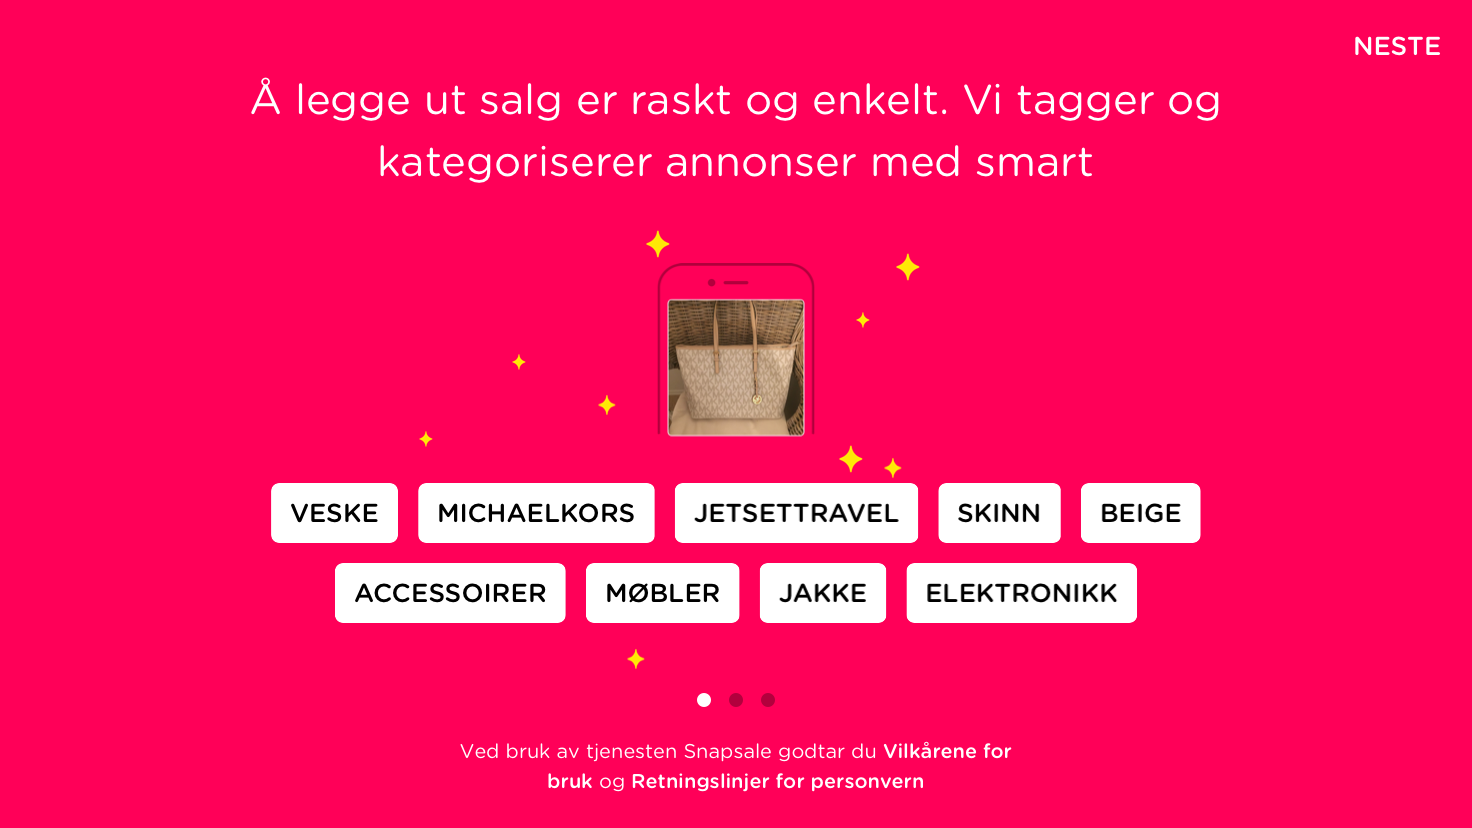 NESTE
Å legge ut salg er raskt og enkelt. Vi tagger og
kategoriserer annonser med smart
VESKE MICHAELKORS JETSETTRAVEL SKINN BEIGE
ACCESSOIRER MØBLER JAKKE ELEKTRONIKK
Ved bruk av tjenesten Snapsale godtar du Vilkårene for
bruk og Retningslinjer for personvern